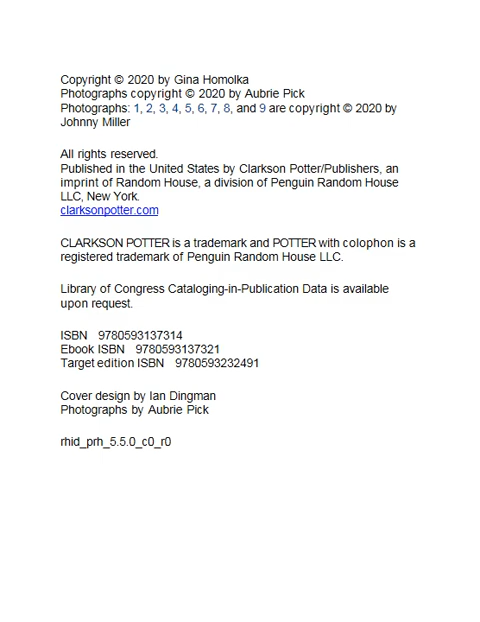 Copyright © 2020 by Gina Homolka
Photographs copyright © 2020 by Aubrie Pick
Photographs: 1, 2, 3, 4, 5, 6, 7, 8, and 9 are copyright © 2020 by
Johnny Miller
All rights reserved.
Published in the United States by Clarkson Potter/Publishers, an
imprint of Random House, a division of Penguin Random House
LLC, New York.
clarksonpotter.com
CLARKSON POTTER is a trademark and POTTER with colophon is a
registered trademark of Penguin Random House LLC.
Library of Congress Cataloging-in-Publication Data is available
upon request.
ISBN 9780593137314
Ebook ISBN 9780593137321
Target edition ISBN 9780593232491
Cover design by Ian Dingman
Photographs by Aubrie Pick
rhid_prh_5.5.0_c0_r0